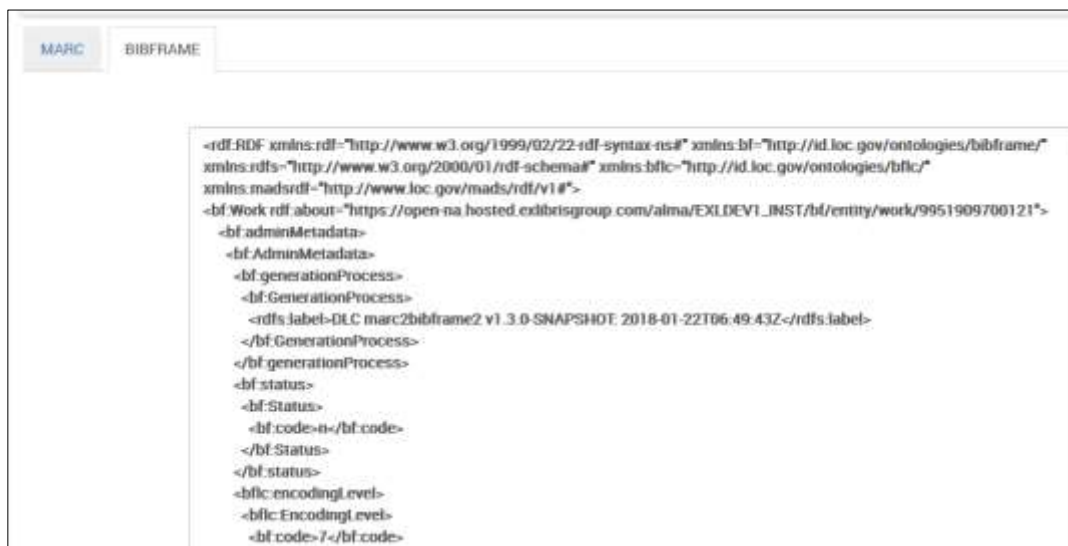 MARC BIBFRAME
<rdf:RDF xmlns:rdf="http://www.w3.org/1999/02/22-rdf-syntax-ns#" xmlns:bf="http://id.loc.gov/ontologies/bibframe/"
xmlns:rdfs="http://www.w3.org/2000/01/rdf-schema#" xmlns:bflc="http://id.loc.gov/ontologies/bflc/"
xmlns:madsrdf="http://www.loc.gov/mads/rdf/v1#">
<bf:Work rdf:about="https://open-na.hosted.exlibrisgroup.com/alma/EXLDEV1_INST/bf/entity/work/9951909700121">
<bf:adminMetadata>
<bf:AdminMetadata>
<bf:generationProcess>
<bf:GenerationProcess>
<rdfs:label>DLC marc2bibframe2 v1.3.0-SNAPSHOT: 2018-01-22T06:49:43Z</rdfs:label>
</bf:GenerationProcess>
</bf:generationProcess>
<bf:status>
<bf:Status>
<bf:code>n</bf:code>
</bf:Status>
</bf:status>
<bflc:encodingLevel>
<bflc:EncodingLevel>
<bf:code>7</bf:code>